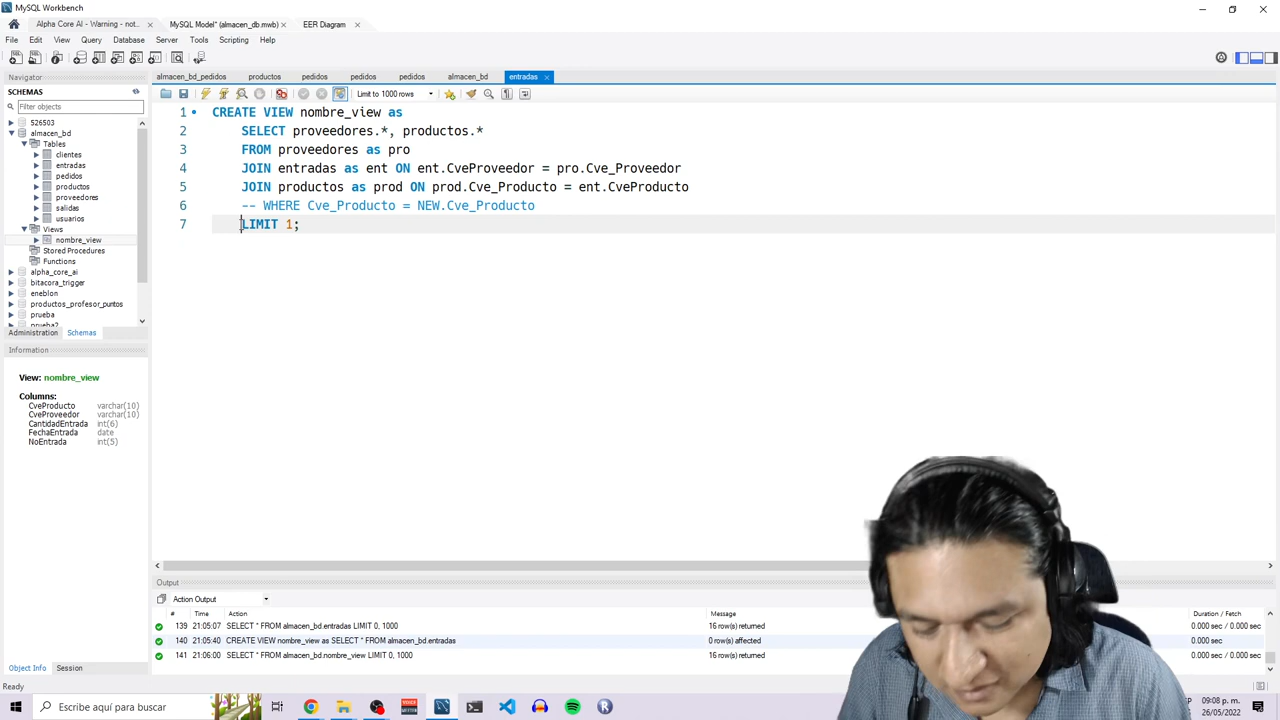 MySQL Workbench
Alpha Core AI - Warning - not... ×
MySQL Model* (almacen_db.mwb) ×
EER Diagram ×
File Edit View Query Database Server Tools Scripting Help
Navigator
SCHEMAS
Filter objects
526503
almacen_bd
Tables
clientes
entradas
pedidos
productos
proveedores
salidas
usuarios
Views
nombre_view
Stored Procedures
Functions
alpha_core_ai
bitacora_trigger
eneblon
productos_profesor_puntos
prueba
prueba2
Administration Schemas
Information
View: nombre_view
Columns:
CveProducto varchar(10)
CveProveedor varchar(10)
CantidadEntrada int(6)
FechaEntrada date
NoEntrada int(5)
Object Info Session
Ready
almacen_bd_pedidos productos pedidos pedidos pedidos almacen_bd entradas ×
Limit to 1000 rows
1 CREATE VIEW nombre_view as
2 SELECT proveedores.*, productos.*
3 FROM proveedores as pro
4 JOIN entradas as ent ON ent.CveProveedor = pro.Cve_Proveedor
5 JOIN productos as prod ON prod.Cve_Producto = ent.CveProducto
6 -- WHERE Cve_Producto = NEW.Cve_Producto
7 LIMIT 1;
Output
Action Output
# Time Action Message Duration / Fetch
139 21:05:07 SELECT * FROM almacen_bd.entradas LIMIT 0, 1000 16 row(s) returned 0.000 sec / 0.000 sec
140 21:05:40 CREATE VIEW nombre_view as SELECT * FROM almacen_bd.entradas 0 row(s) affected 0.000 sec
141 21:06:00 SELECT * FROM almacen_bd.nombre_view LIMIT 0, 1000 16 row(s) returned 0.000 sec / 0.000 sec
Escribe aquí para buscar
09:08 p. m.
26/05/2022